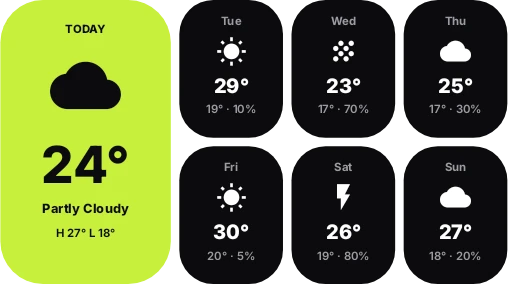 TODAY
24°
Partly Cloudy
H 27° L 18°
Tue
29°
19° · 10%
Wed
23°
17° · 70%
Thu
25°
17° · 30%
Fri
30°
20° · 5%
Sat
26°
19° · 80%
Sun
27°
18° · 20%